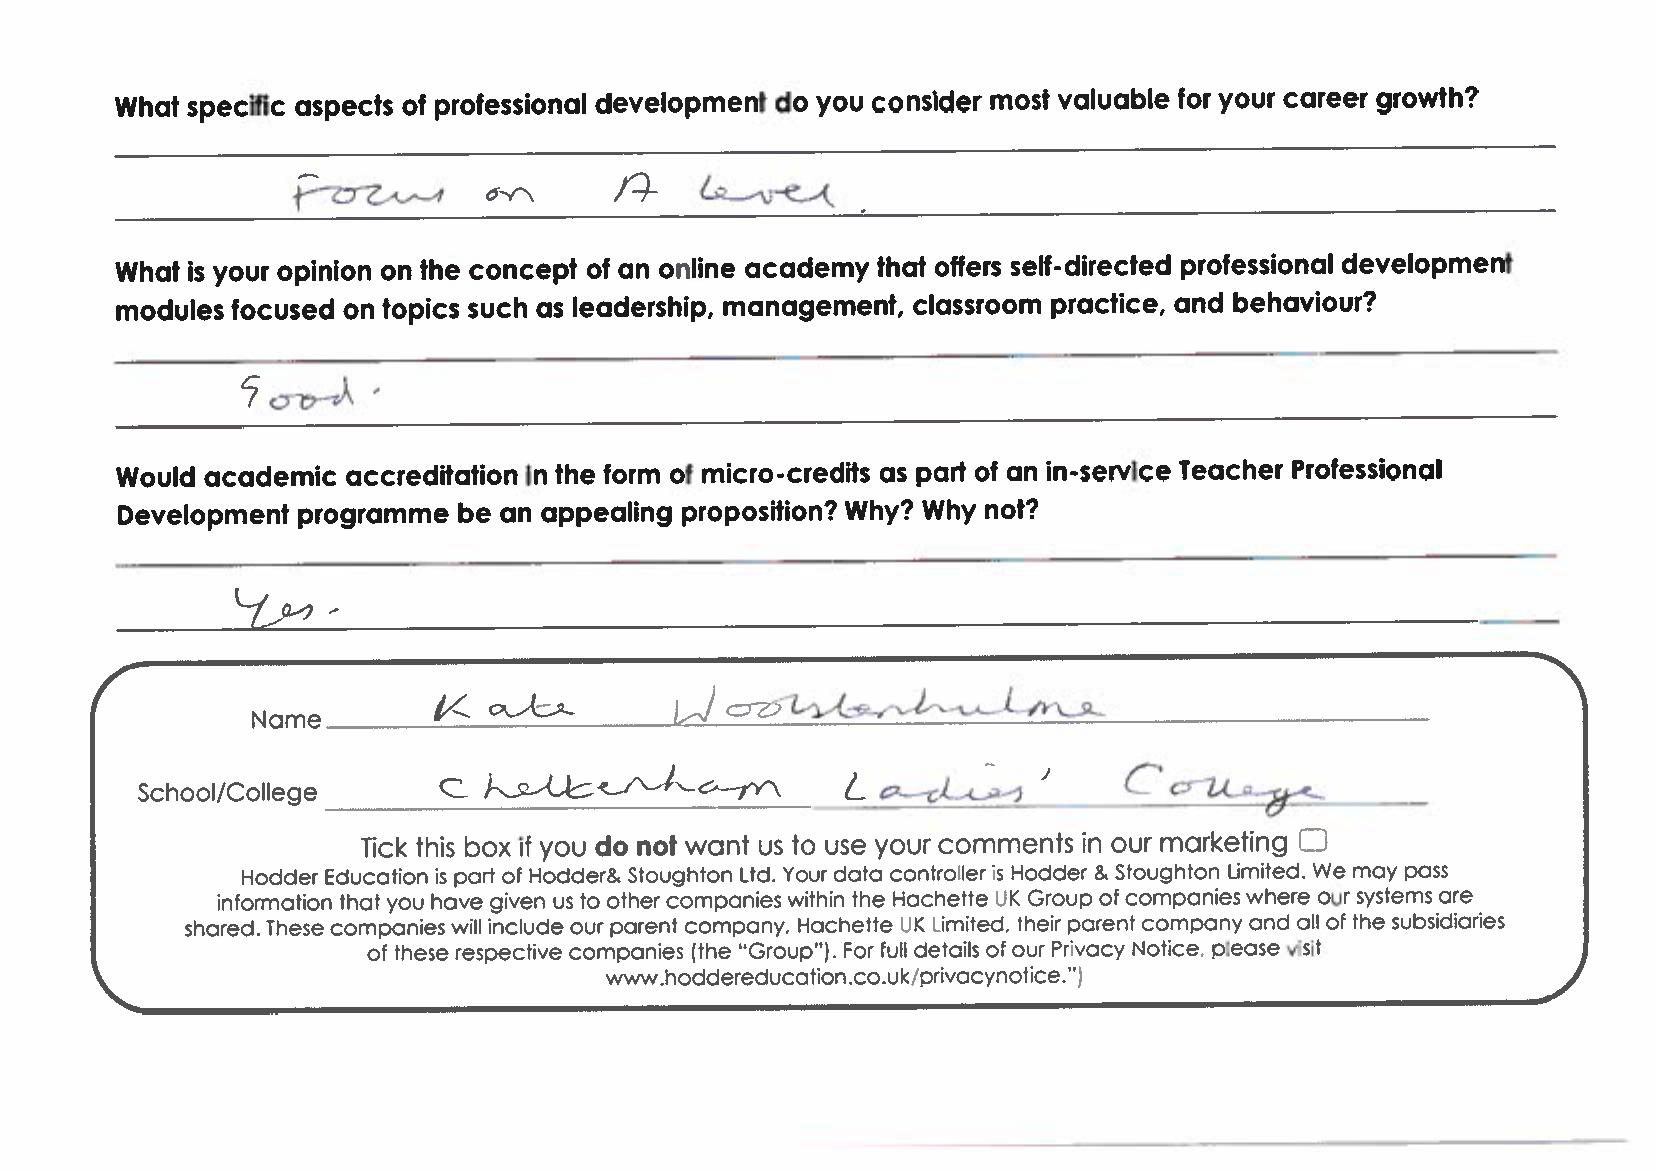 What specific aspects of professional development do you consider most valuable for your career growth?
Focus on A Level.
What is your opinion on the concept of an online academy that offers self-directed professional development
modules focused on topics such as leadership, management, classroom practice, and behaviour?
Good.
Would academic accreditation in the form of micro-credits as part of an in-service Teacher Professional
Development programme be an appealing proposition? Why? Why not?
Yes.
Name Kate Woolstenhulme
School/College Cheltenham Ladies' College
Tick this box if you do not want us to use your comments in our marketing
Hodder Education is part of Hodder& Stoughton Ltd. Your data controller is Hodder & Stoughton Limited. We may pass
information that you have given us to other companies within the Hachette UK Group of companies where our systems are
shared. These companies will include our parent company, Hachette UK Limited, their parent company and all of the subsidiaries
of these respective companies (the "Group"). For full details of our Privacy Notice, please visit
www.hoddereducation.co.uk/privacynotice.")